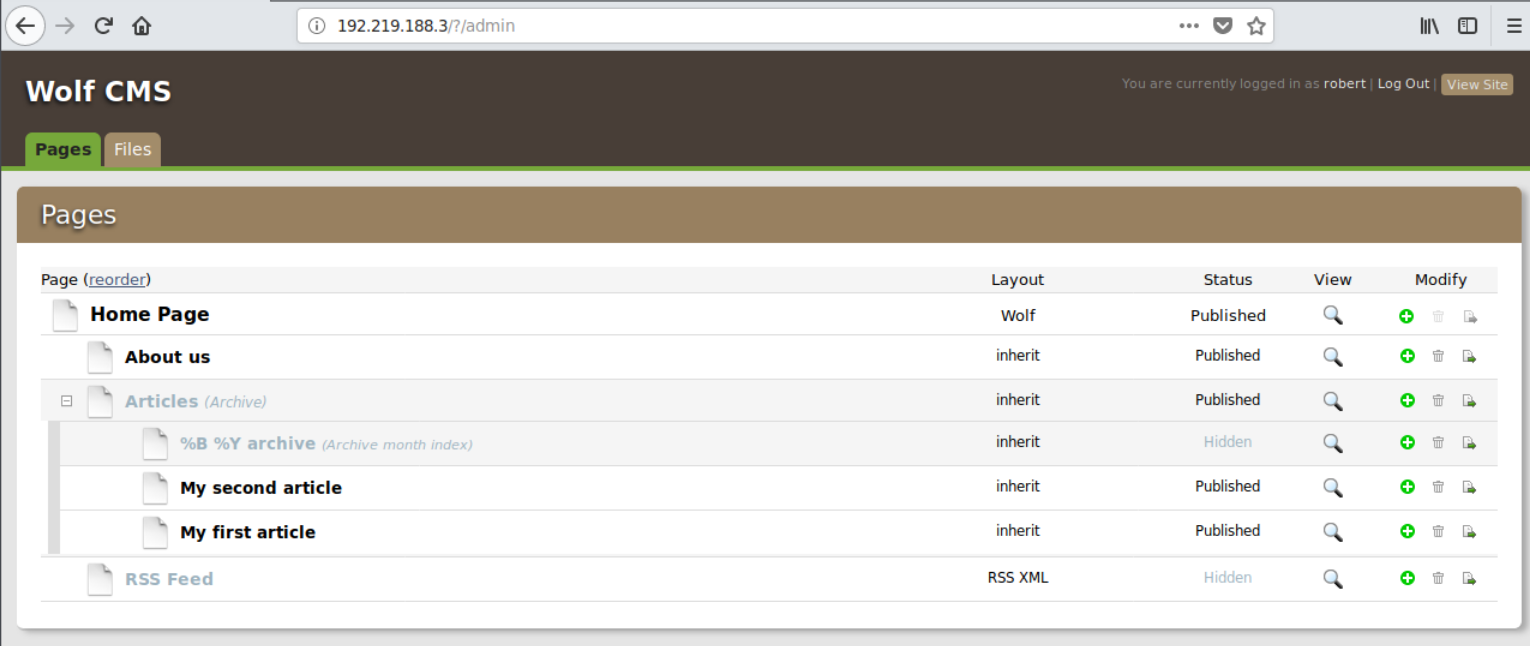 192.219.188.3/?/admin
Wolf CMS
You are currently logged in as robert | Log Out | View Site
Pages Files
Pages
Page (reorder) Layout Status View Modify
Home Page Wolf Published
About us inherit Published
Articles (Archive) inherit Published
%B %Y archive (Archive month index) inherit Hidden
My second article inherit Published
My first article inherit Published
RSS Feed RSS XML Hidden